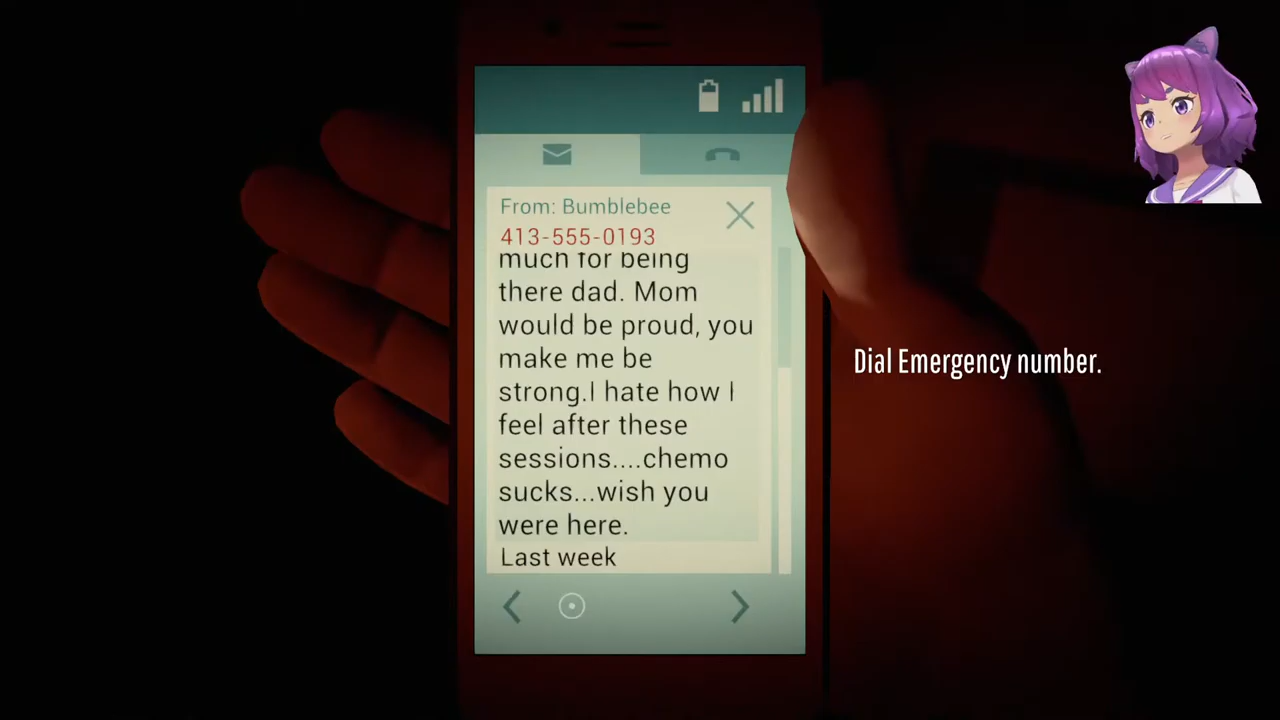 From: Bumblebee
413-555-0193
much for being
there dad. Mom
would be proud, you
make me be
strong.I hate how I
feel after these
sessions....chemo
sucks...wish you
were here.
Last week
Dial Emergency number.